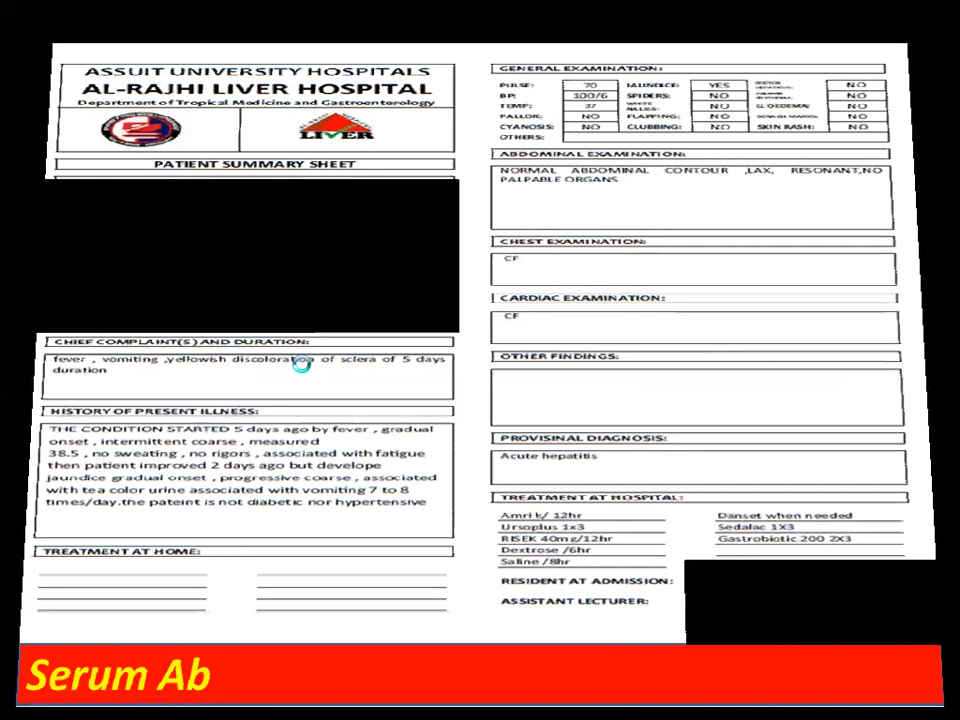 ASSUIT UNIVERSITY HOSPITALS
AL-RAJHI LIVER HOSPITAL
Department of Tropical Medicine and Gastroenterology
LIVER
PATIENT SUMMARY SHEET
CHIEF COMPLAINT(S) AND DURATION:
fever , vomiting ,yellowish discoloration of sclera of 5 days
duration
HISTORY OF PRESENT ILLNESS:
THE CONDITION STARTED 5 days ago by fever , gradual
onset , intermittent coarse , measured
38.5 , no sweating , no rigors , associated with fatigue
then patient improved 2 days ago but develope
jaundice gradual onset , progressive coarse , associated
with tea color urine associated with vomiting 7 to 8
times/day.the pateint is not diabetic nor hypertensive
TREATMENT AT HOME:
GENERAL EXAMINATION:
PULSE: 70 JAUNDICE: YES NO
BP: 100/6 SPIDERS: NO NO
TEMP: 37 WHITE NAILS: NO LL OEDEMA: NO
PALLOR: NO FLAPPING: NO NO
CYANOSIS: NO CLUBBING: NO SKIN RASH: NO
OTHERS:
ABDOMINAL EXAMINATION:
NORMAL ABDOMINAL CONTOUR ,LAX, RESONANT,NO
PALPABLE ORGANS
CHEST EXAMINATION:
CF
CARDIAC EXAMINATION:
CF
OTHER FINDINGS:
PROVISINAL DIAGNOSIS:
Acute hepatitis
TREATMENT AT HOSPITAL:
Amri k/ 12hr Danset when needed
Ursoplus 1x3 Sedalac 1X3
RISEK 40mg/12hr Gastrobiotic 200 2X3
Dextrose /6hr
Saline /8hr
RESIDENT AT ADMISSION:
ASSISTANT LECTURER:
Serum Ab